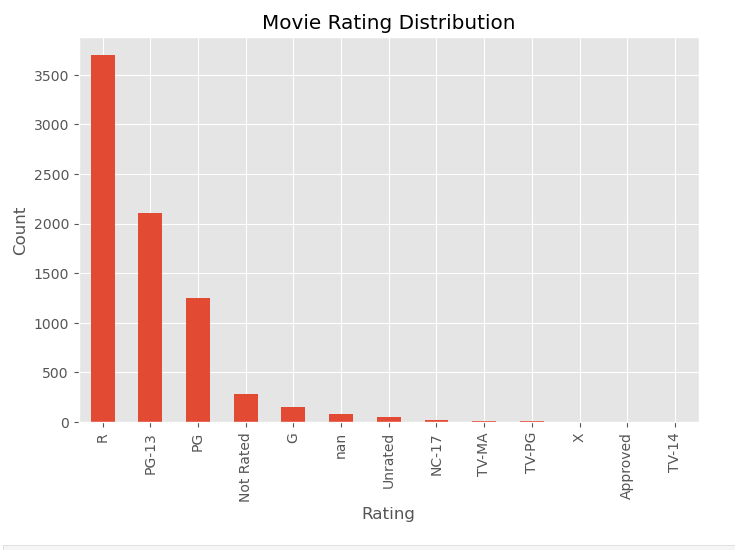 Movie Rating Distribution
3500
3000
2500
2000
1500
1000
500
0
Count
R
PG-13
PG
Not Rated
G
nan
Unrated
NC-17
TV-MA
TV-PG
X
Approved
TV-14
Rating